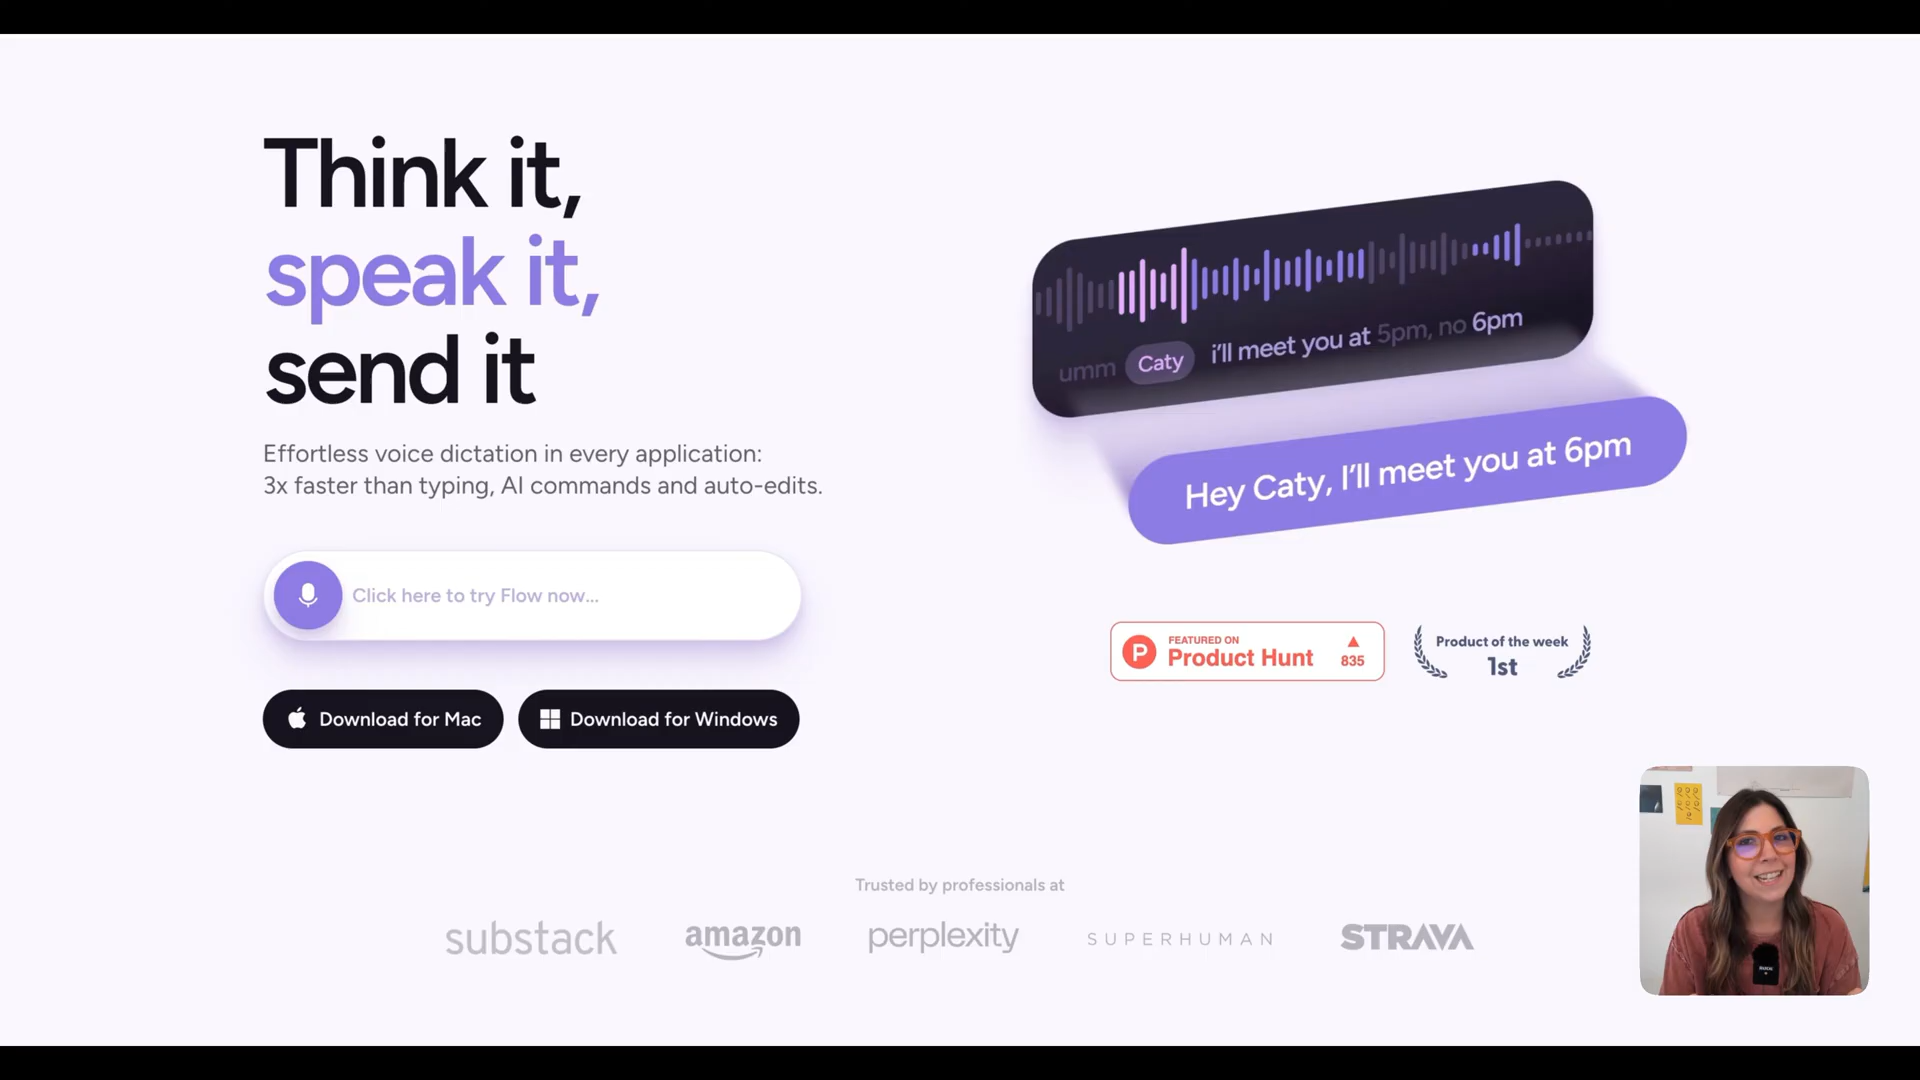 Think it,
speak it,
send it
Effortless voice dictation in every application:
3x faster than typing, AI commands and auto-edits.
Click here to try Flow now...
Download for Mac
Download for Windows
umm Caty i'll meet you at 5pm, no 6pm
Hey Caty, I'll meet you at 6pm
P
FEATURED ON
Product Hunt
835
Product of the week
1st
Trusted by professionals at
substack
amazon
perplexity
SUPERHUMAN
STRAVA